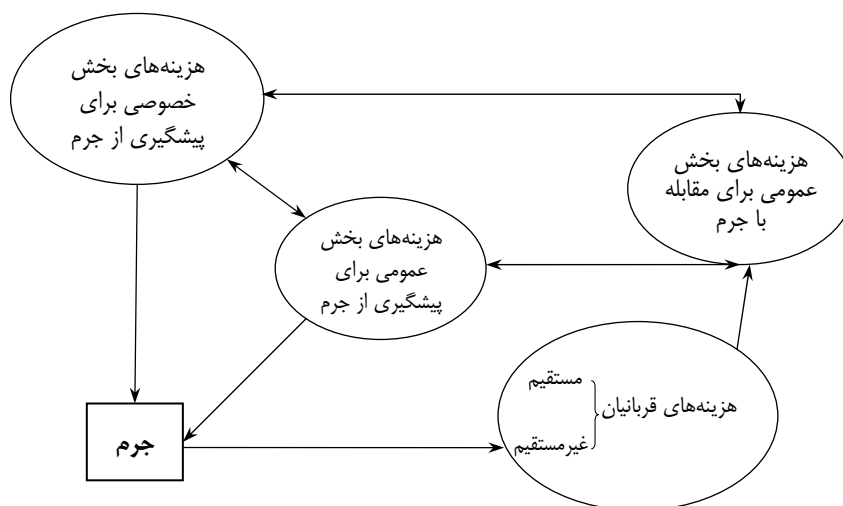 هزینه‌های بخش
خصوصی برای
پیشگیری از جرم
هزینه‌های بخش
عمومی برای مقابله
با جرم
هزینه‌های بخش
عمومی برای
پیشگیری از جرم
هزینه‌های قربانیان
مستقیم
غیرمستقیم
جرم